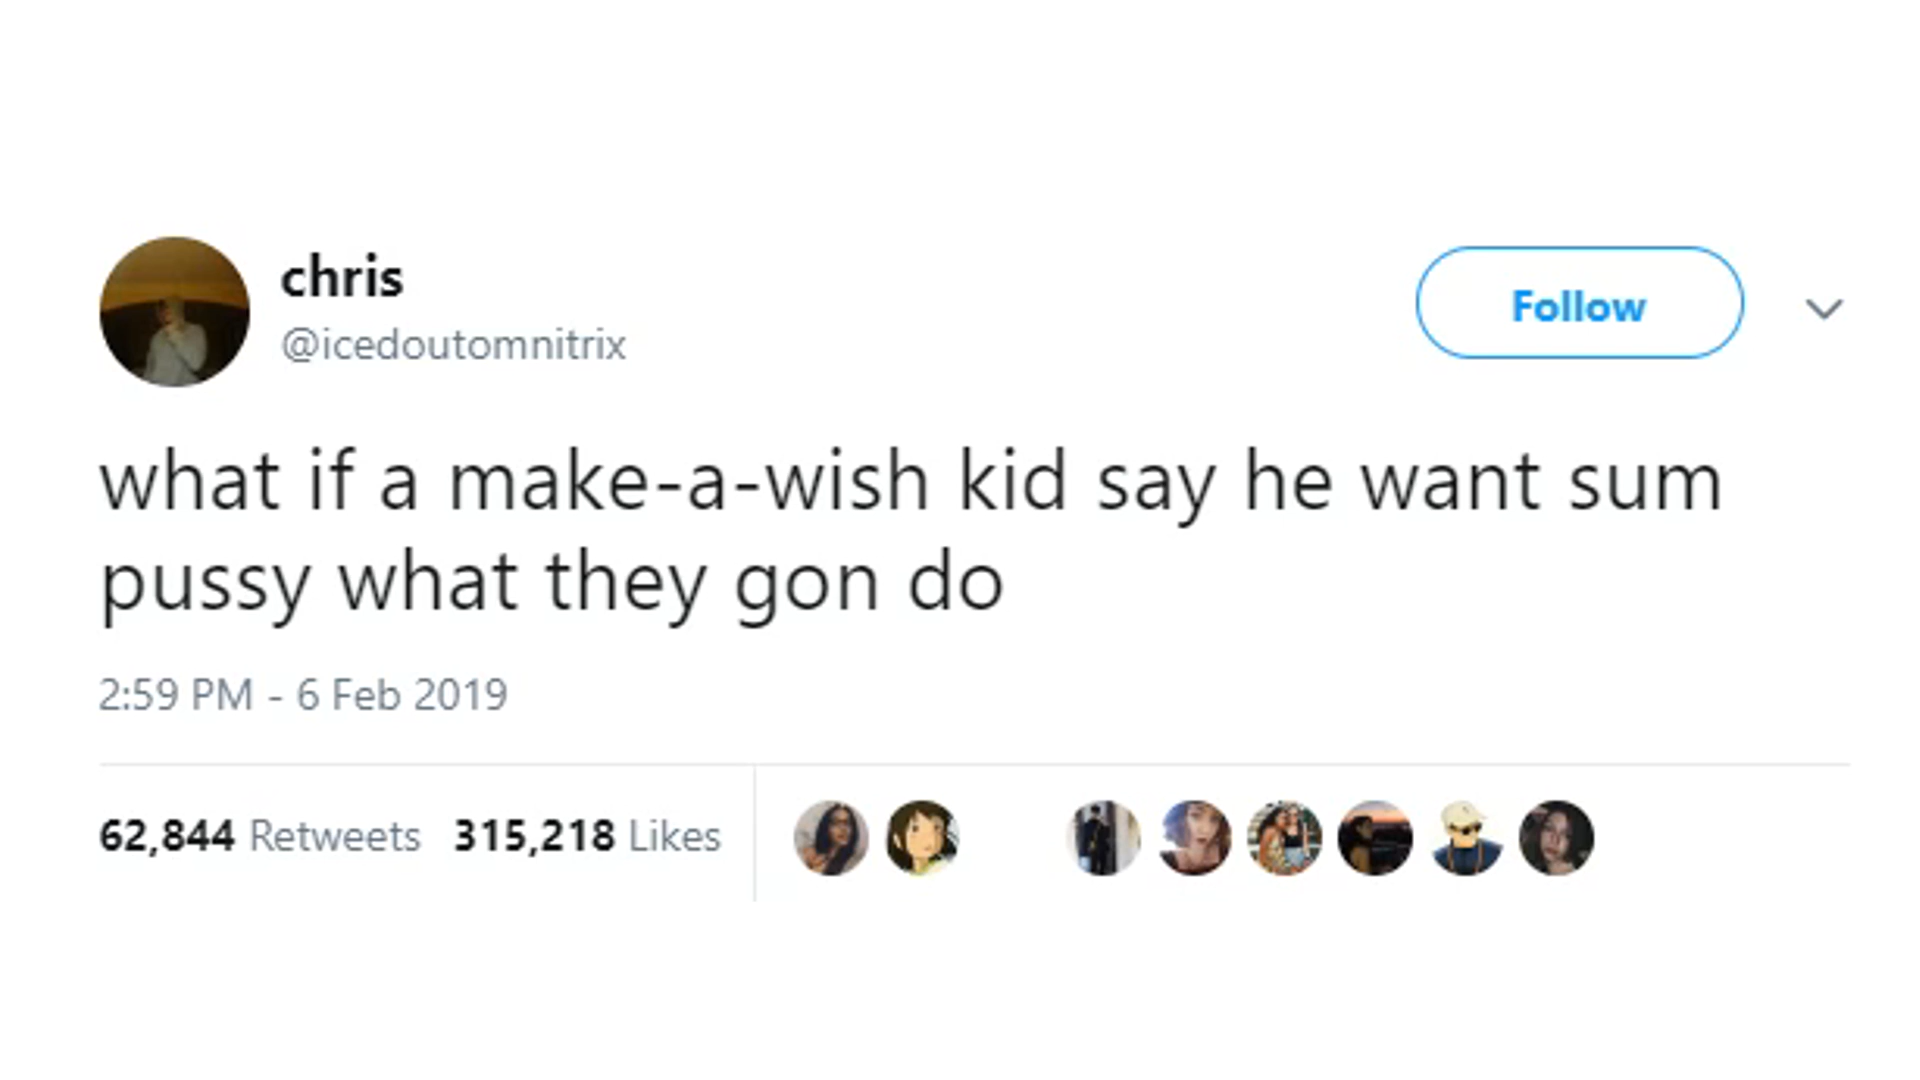 chris
@icedoutomnitrix
Follow
what if a make-a-wish kid say he want sum
pussy what they gon do
2:59 PM - 6 Feb 2019
62,844 Retweets 315,218 Likes